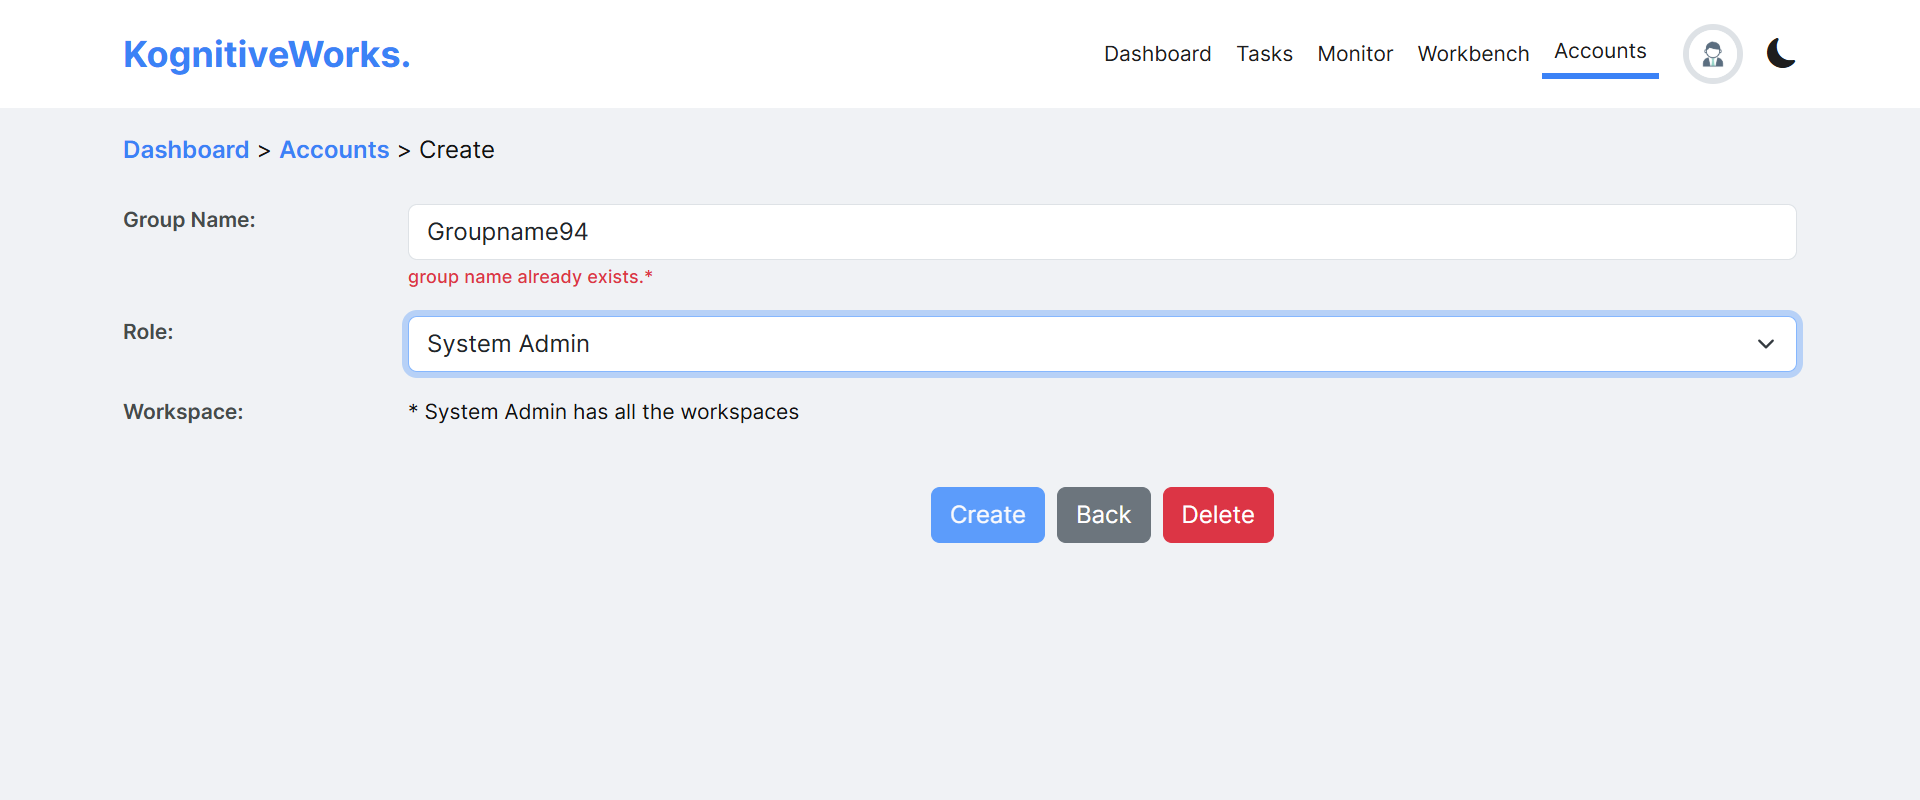 KognitiveWorks.
Dashboard Tasks Monitor Workbench Accounts
Dashboard > Accounts > Create
Group Name:
Groupname94
group name already exists.*
Role:
System Admin
Workspace:
* System Admin has all the workspaces
Create Back Delete